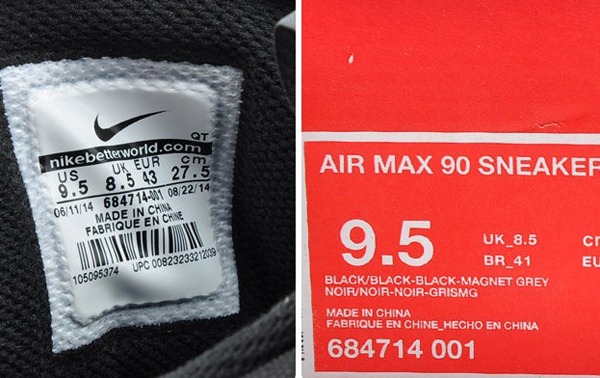 QT
nikebetterworld.com
US UK EUR cm
9.5 8.5 43 27.5
06/11/14 684714-001 08/22/14
MADE IN CHINA
FABRIQUE EN CHINE
105095374 UPC 00823233212039
AIR MAX 90 SNEAKER
9.5
UK_8.5
BR_41
EU
BLACK/BLACK-BLACK-MAGNET GREY
NOIR/NOIR-NOIR-GRISMG
MADE IN CHINA
FABRIQUE EN CHINE_HECHO EN CHINA
684714 001